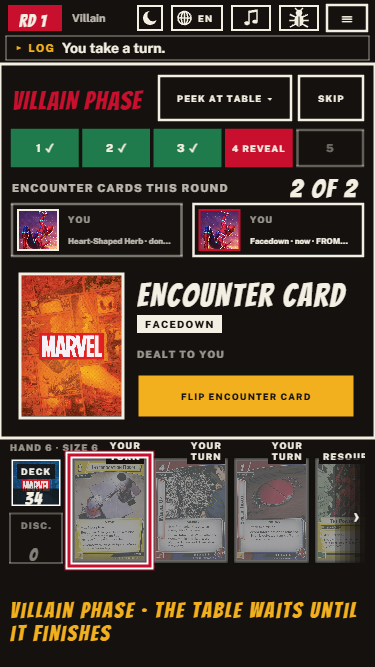 RD 1
Villain
EN
▸ LOG You take a turn.
VILLAIN PHASE
PEEK AT TABLE
SKIP
1 ✓
2 ✓
3 ✓
4 REVEAL
5
ENCOUNTER CARDS THIS ROUND
2 OF 2
YOU
Heart-Shaped Herb · don...
YOU
Facedown · now · FROM...
MARVEL
ENCOUNTER CARD
FACEDOWN
DEALT TO YOU
FLIP ENCOUNTER CARD
HAND 6 · SIZE 6
YOUR TURN
YOUR TURN
YOUR TURN
DECK
MARVEL
34
DISC.
0
VILLAIN PHASE · THE TABLE WAITS UNTIL
IT FINISHES